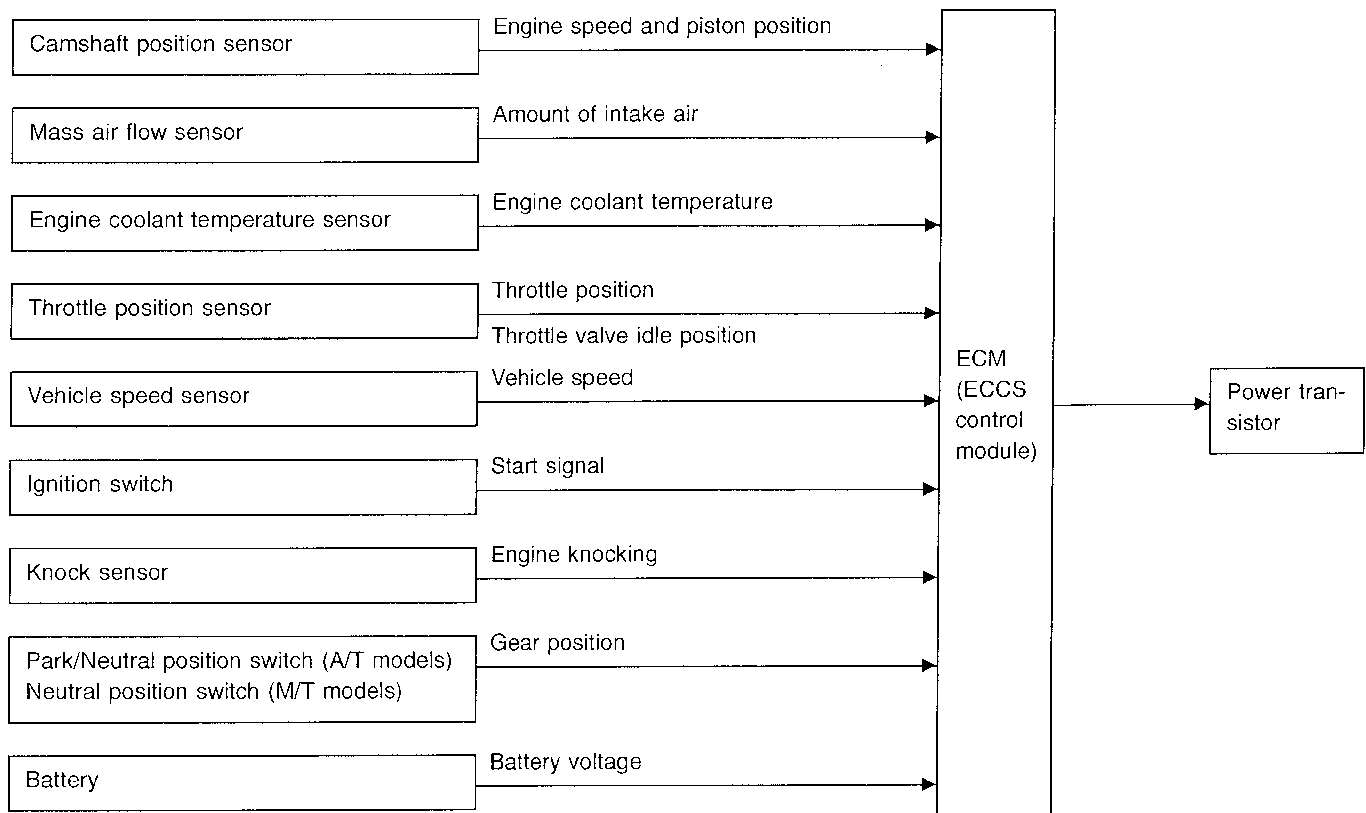 Camshaft position sensor
Engine speed and piston position
Mass air flow sensor
Amount of intake air
Engine coolant temperature sensor
Engine coolant temperature
Throttle position sensor
Throttle position
Throttle valve idle position
Vehicle speed sensor
Vehicle speed
Ignition switch
Start signal
Knock sensor
Engine knocking
Park/Neutral position switch (A/T models)
Neutral position switch (M/T models)
Gear position
Battery
Battery voltage
ECM
(ECCS
control
module)
Power tran-
sistor